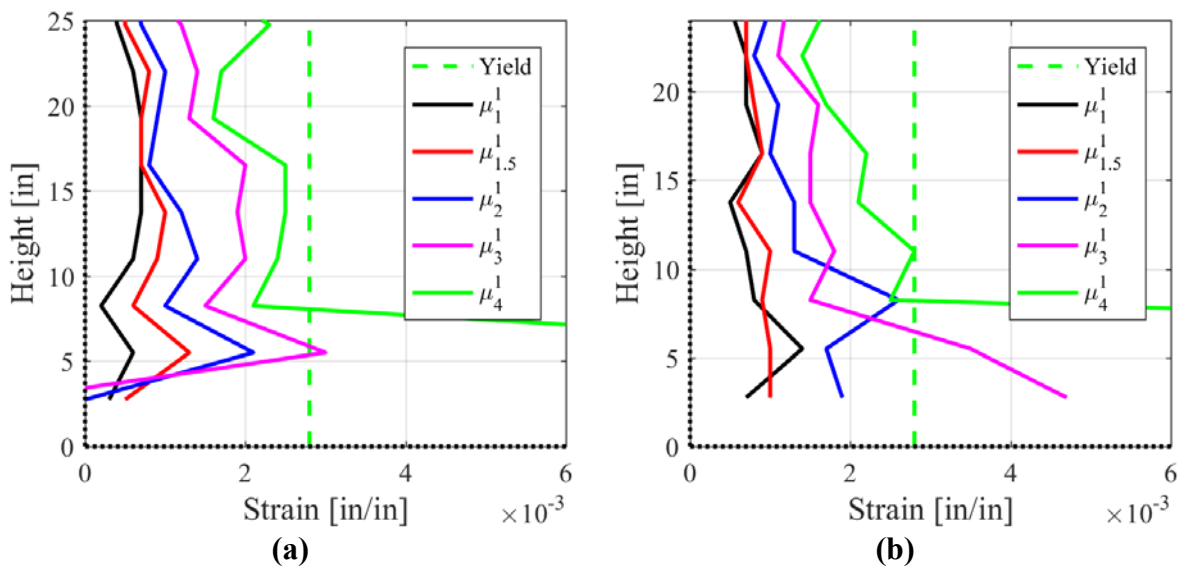 25
20
15
10
5
0
Height [in]
0
2
4
6
Strain [in/in]
×10⁻³
Yield
μ₁¹
μ₁.₅¹
μ₂¹
μ₃¹
μ₄¹
(a)
20
15
10
5
0
Height [in]
0
2
4
6
Strain [in/in]
×10⁻³
Yield
μ₁¹
μ₁.₅¹
μ₂¹
μ₃¹
μ₄¹
(b)